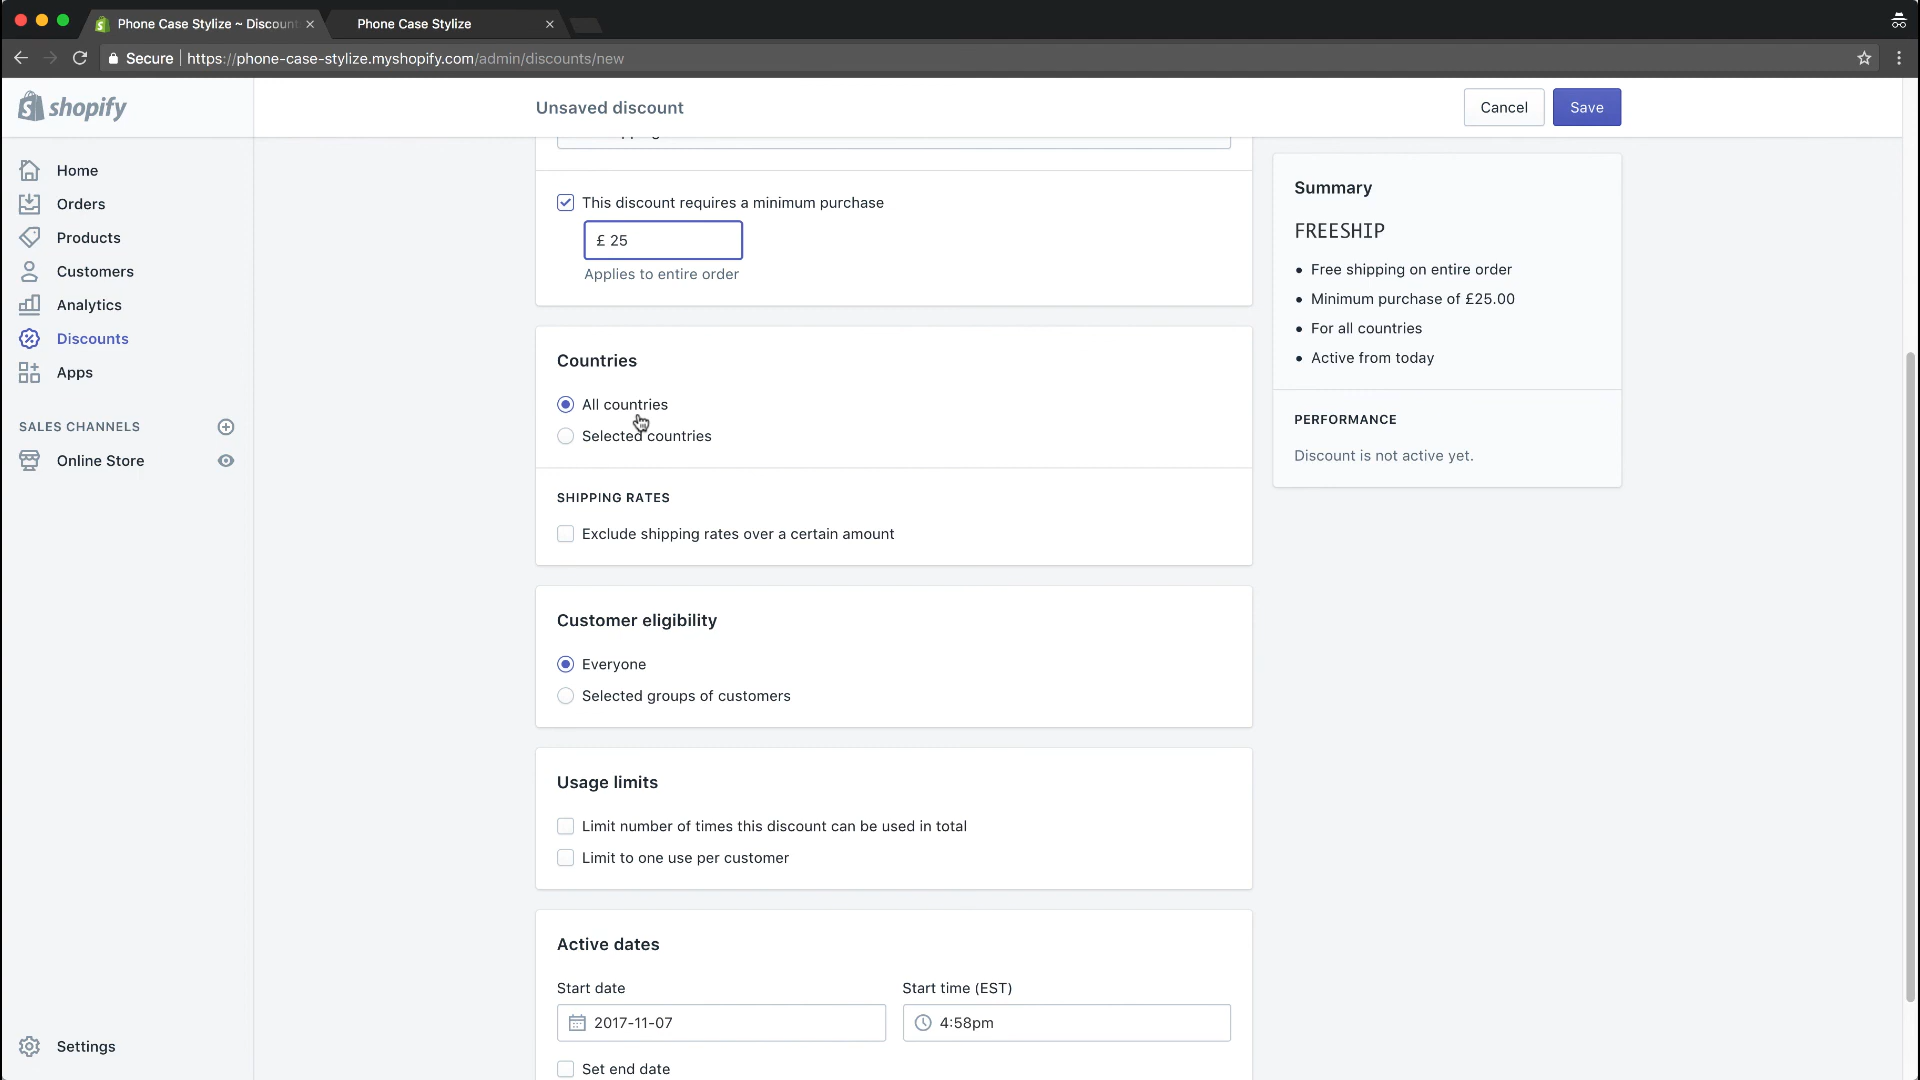 Phone Case Stylize ~ Discount
Phone Case Stylize
Secure
https://phone-case-stylize.myshopify.com/admin/discounts/new
shopify
Unsaved discount
Cancel
Save
Home
Orders
Products
Customers
Analytics
Discounts
Apps
SALES CHANNELS
Online Store
Settings
This discount requires a minimum purchase
£ 25
Applies to entire order
Countries
All countries
Selected countries
SHIPPING RATES
Exclude shipping rates over a certain amount
Customer eligibility
Everyone
Selected groups of customers
Usage limits
Limit number of times this discount can be used in total
Limit to one use per customer
Active dates
Start date
Start time (EST)
2017-11-07
4:58pm
Set end date
Summary
FREESHIP
• Free shipping on entire order
• Minimum purchase of £25.00
• For all countries
• Active from today
PERFORMANCE
Discount is not active yet.